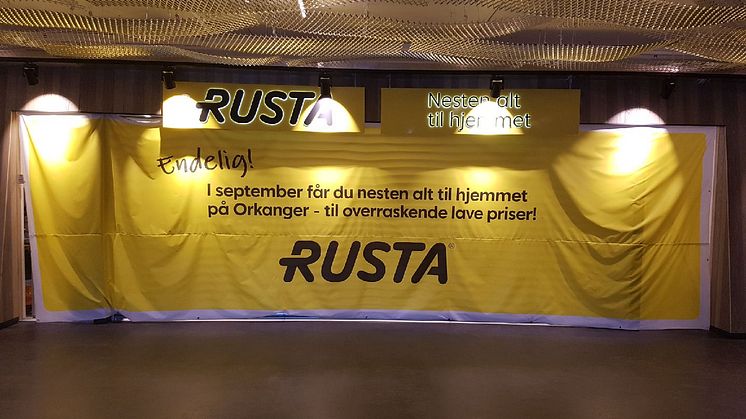 RUSTA
Nesten alt
til hjemmet
Endelig!
I september får du nesten alt til hjemmet
på Orkanger - til overraskende lave priser!
RUSTA®